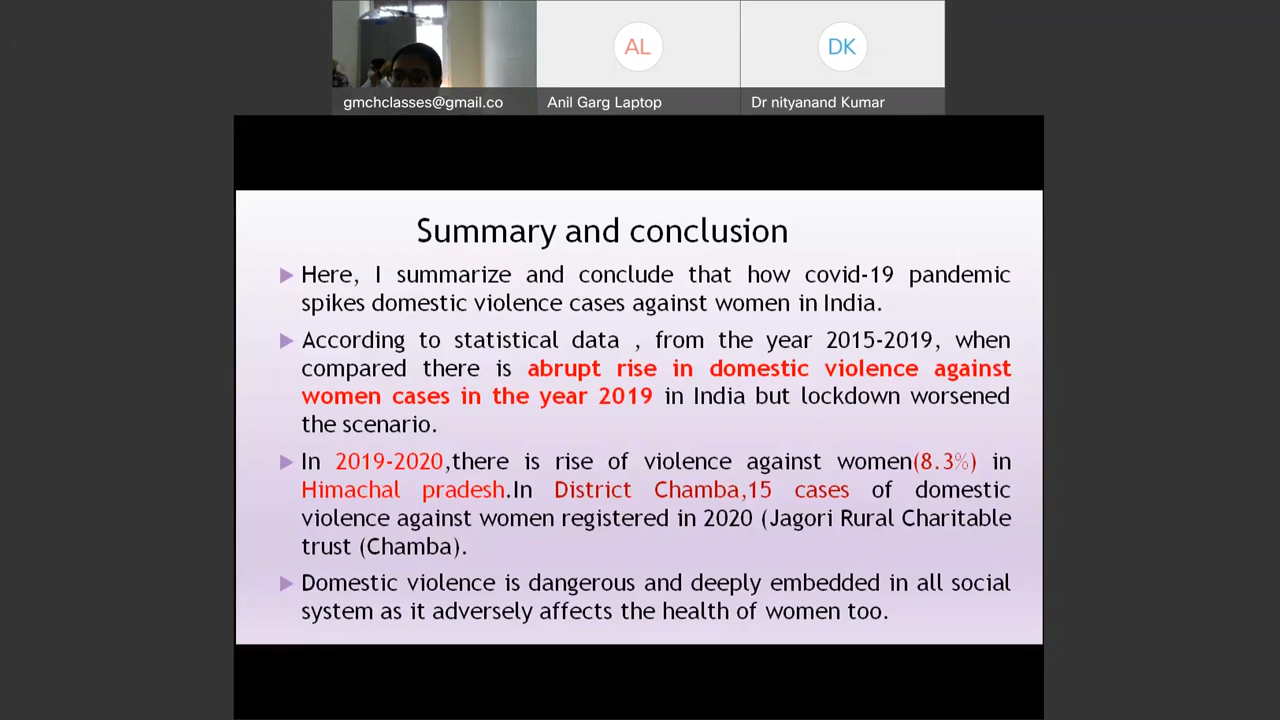 AL
DK
gmchclasses@gmail.co
Anil Garg Laptop
Dr nityanand Kumar
Summary and conclusion
Here, I summarize and conclude that how covid-19 pandemic
spikes domestic violence cases against women in India.
According to statistical data , from the year 2015-2019, when
compared there is abrupt rise in domestic violence against
women cases in the year 2019 in India but lockdown worsened
the scenario.
In 2019-2020,there is rise of violence against women(8.3%) in
Himachal pradesh.In District Chamba,15 cases of domestic
violence against women registered in 2020 (Jagori Rural Charitable
trust (Chamba).
Domestic violence is dangerous and deeply embedded in all social
system as it adversely affects the health of women too.